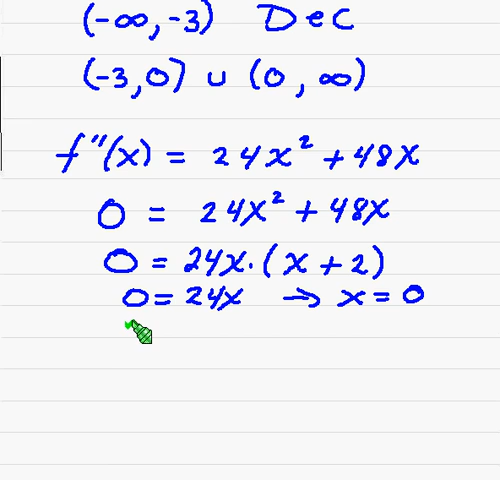 (-∞,-3) Dec
(-3,0) ∪ (0,∞)
f"(x) = 24x² + 48x
0 = 24x² + 48x
0 = 24x·(x + 2)
0 = 24x → x = 0